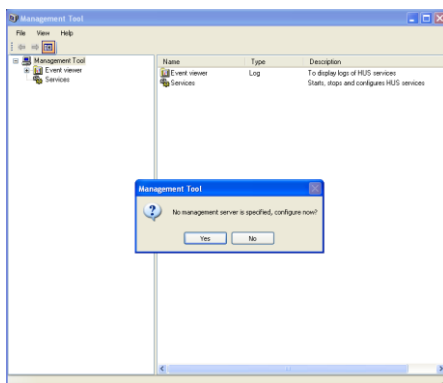 Management Tool
File View Help
Management Tool
Event viewer
Services
Name Type Description
Event viewer Log To display logs of HUS services
Services Starts, stops and configures HUS services
Management Tool
No management server is specified, configure now?
Yes No